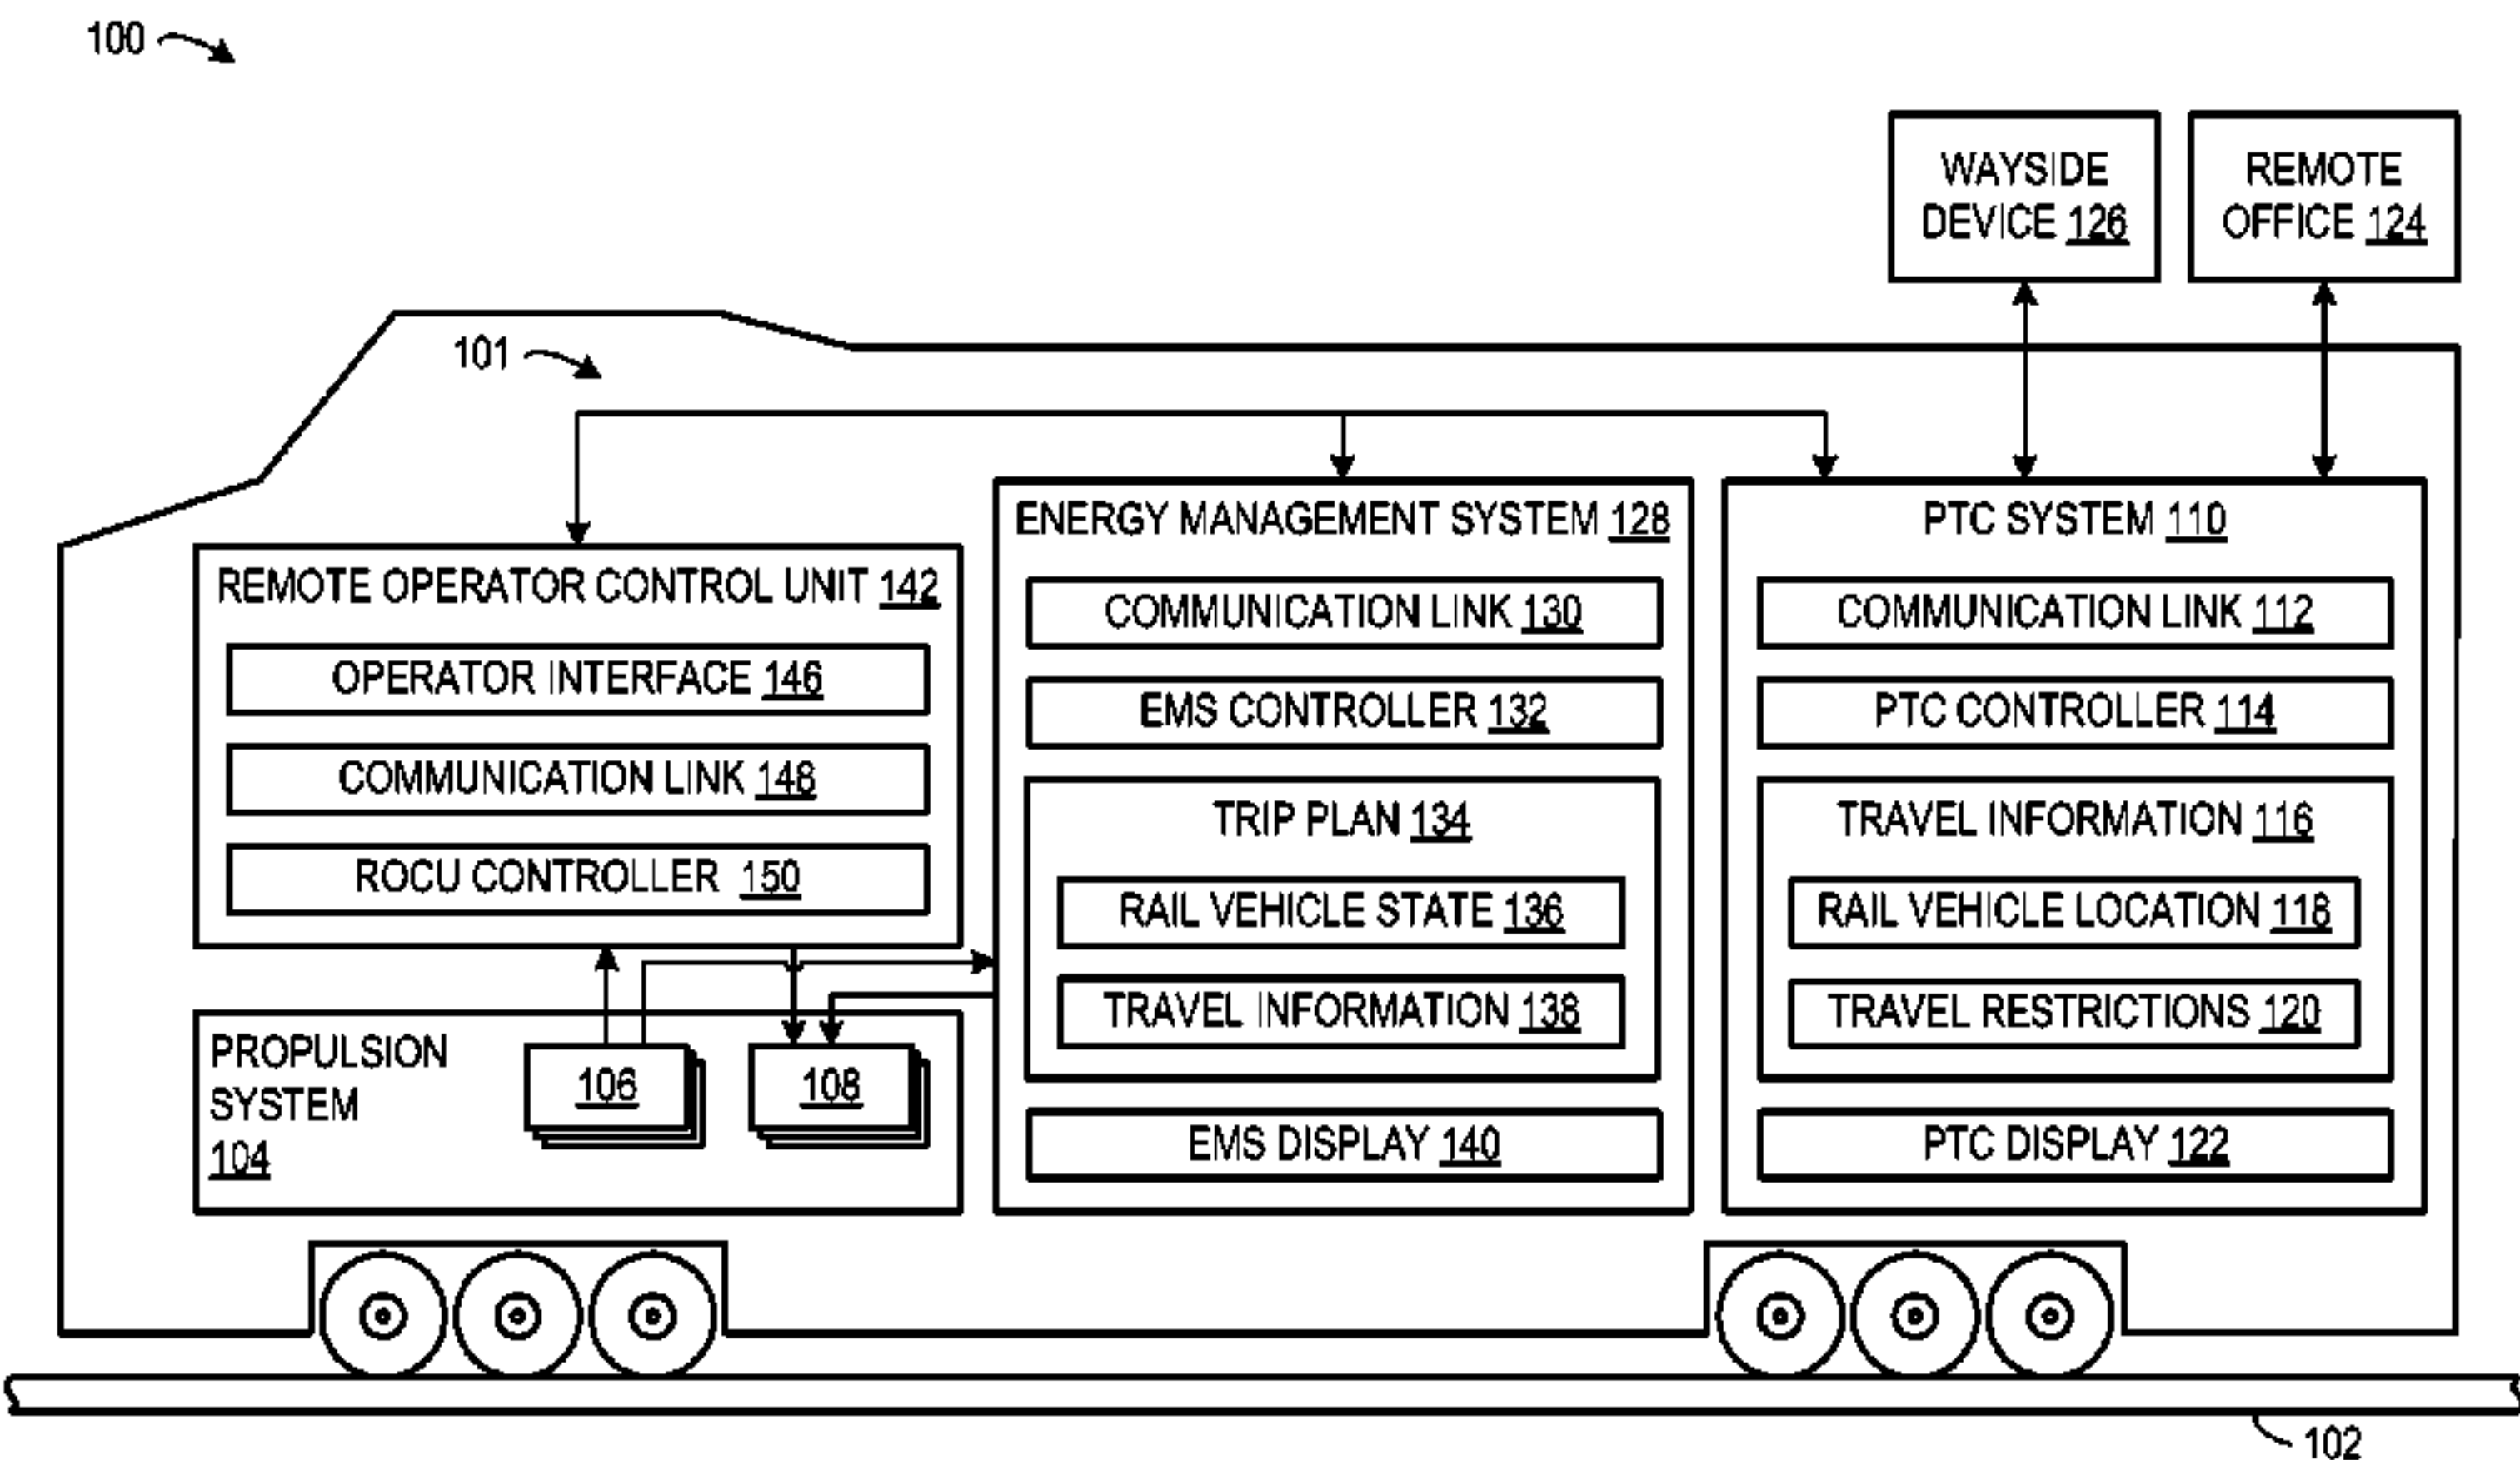 100
WAYSIDE
DEVICE 126
REMOTE
OFFICE 124
101
REMOTE OPERATOR CONTROL UNIT 142
OPERATOR INTERFACE 146
COMMUNICATION LINK 148
ROCU CONTROLLER 150
PROPULSION
SYSTEM
104
106
108
ENERGY MANAGEMENT SYSTEM 128
COMMUNICATION LINK 130
EMS CONTROLLER 132
TRIP PLAN 134
RAIL VEHICLE STATE 136
TRAVEL INFORMATION 138
EMS DISPLAY 140
PTC SYSTEM 110
COMMUNICATION LINK 112
PTC CONTROLLER 114
TRAVEL INFORMATION 116
RAIL VEHICLE LOCATION 118
TRAVEL RESTRICTIONS 120
PTC DISPLAY 122
102